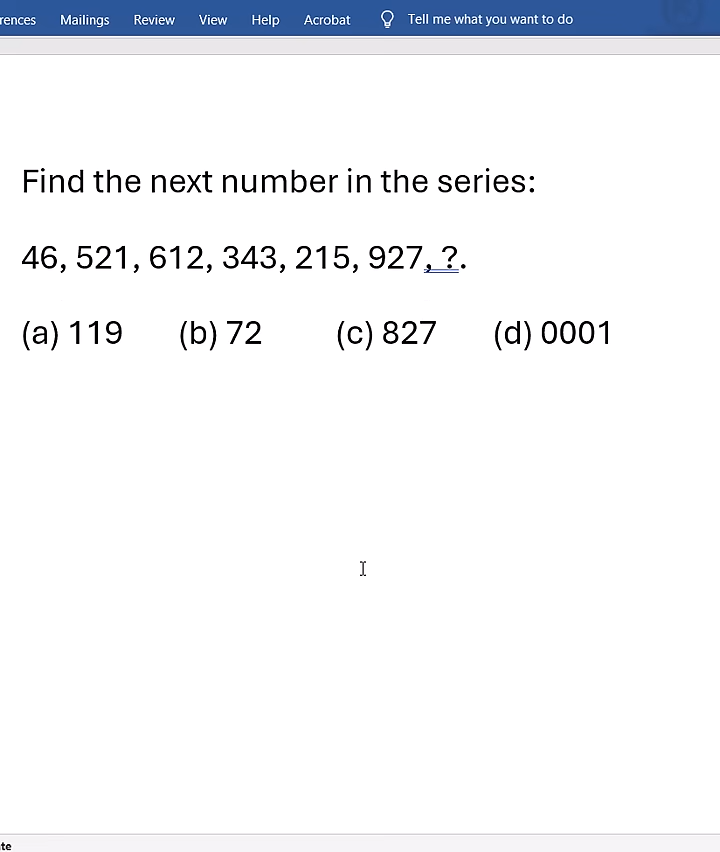 rences Mailings Review View Help Acrobat Tell me what you want to do
Find the next number in the series:
46, 521, 612, 343, 215, 927, ?.
(a) 119 (b) 72 (c) 827 (d) 0001
te